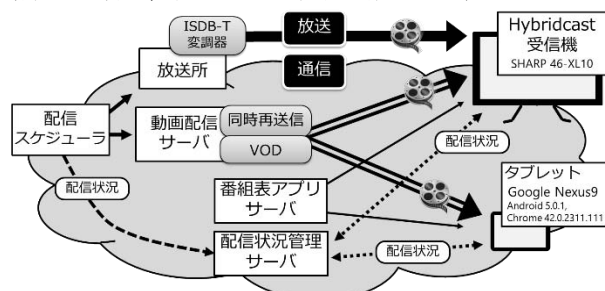 ISDB-T
変調器
放送
Hybridcast
受信機
SHARP 46-XL10
放送所
通信
配信
スケジューラ
動画配信
サーバ
同時再送信
VOD
配信状況
配信状況
番組表アプリ
サーバ
タブレット
Google Nexus9
Android 5.0.1,
Chrome 42.0.2311.111
配信状況管理
サーバ
配信状況